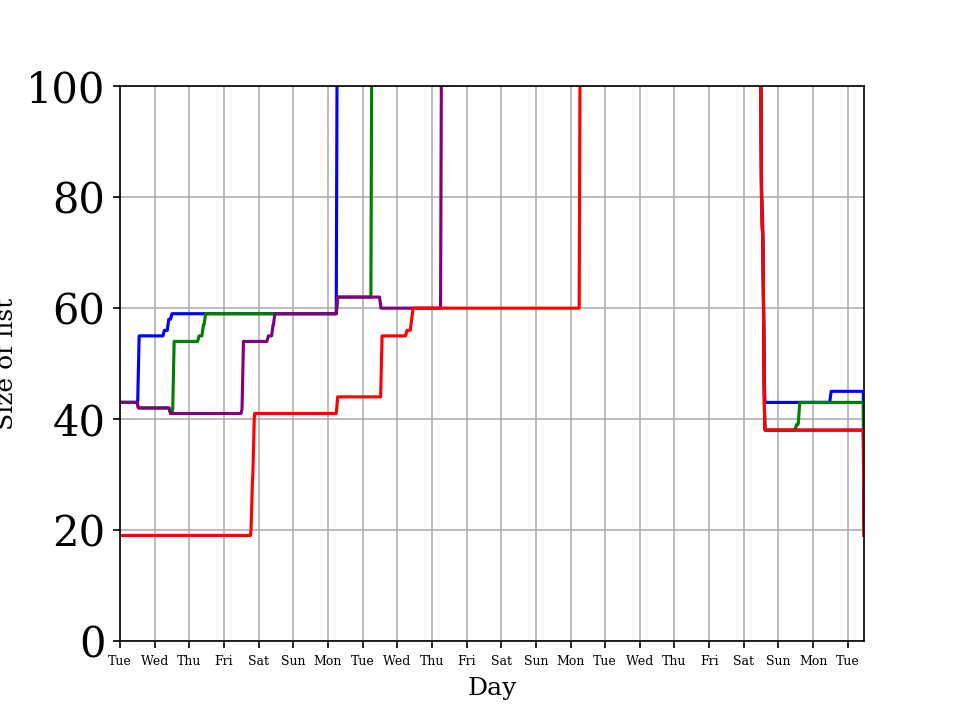 100
80
60
40
20
0
Size of list
Tue Wed Thu Fri Sat Sun Mon Tue Wed Thu Fri Sat Sun Mon Tue Wed Thu Fri Sat Sun Mon Tue
Day